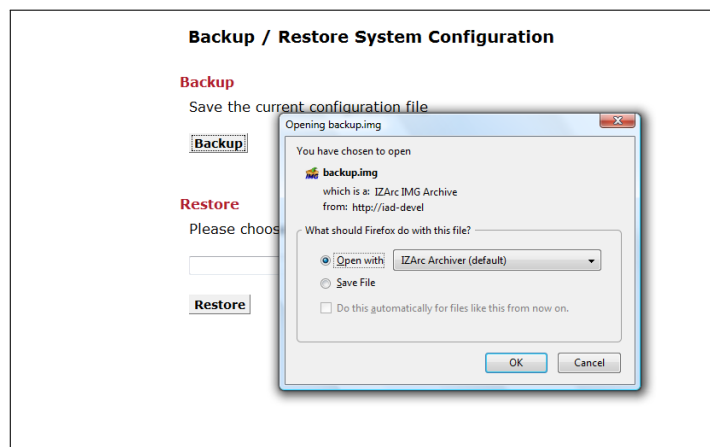 Backup / Restore System Configuration
Backup
Save the current configuration file
Backup
Restore
Please choos
Restore
Opening backup.img
You have chosen to open
IMG
backup.img
which is a: IZArc IMG Archive
from: http://iad-devel
What should Firefox do with this file?
Open with
IZArc Archiver (default)
Save File
Do this automatically for files like this from now on.
OK
Cancel